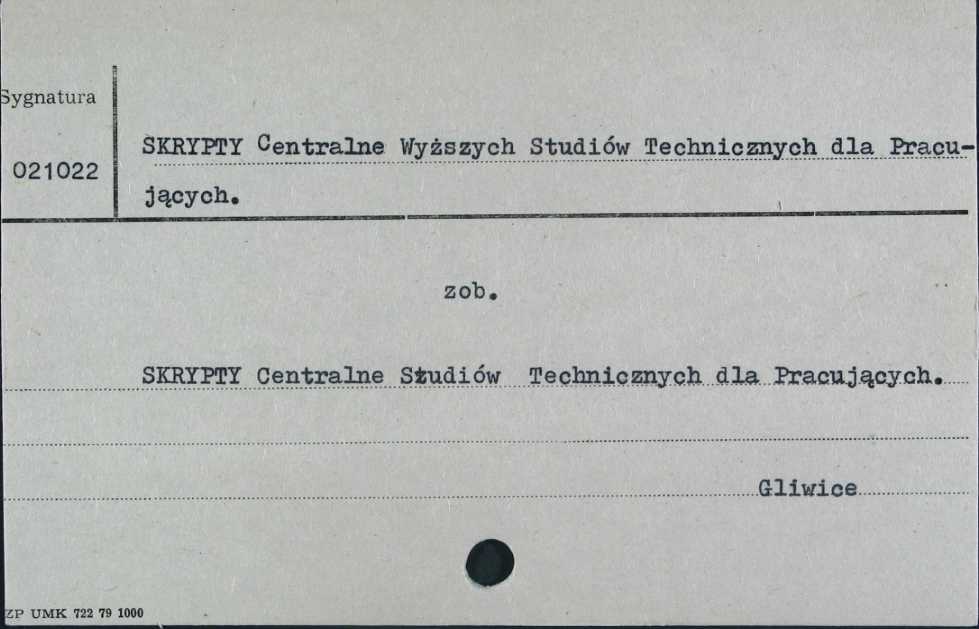 Sygnatura
021022
SKRYPTY Centralne Wyższych Studiów Technicznych dla Pracu-
jących.
zob.
SKRYPTY Centralne Studiów Technicznych dla Pracujących.
Gliwice
ZP UMK 722 79 1000